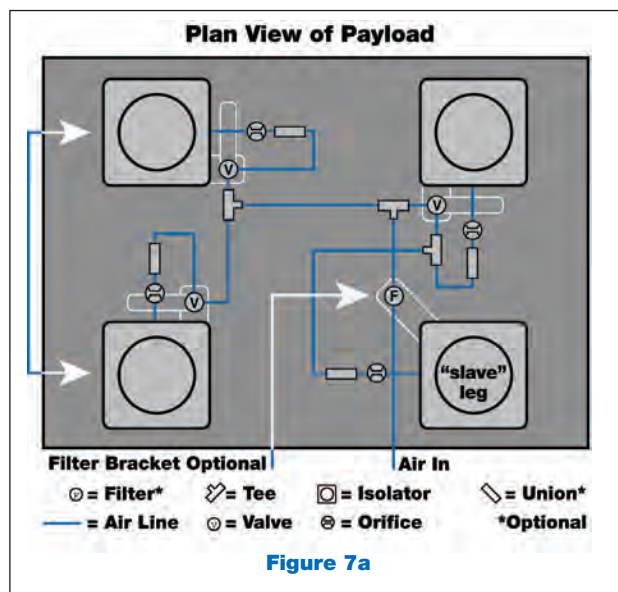 Plan View of Payload
V
V
V
F
"slave"
leg
Filter Bracket Optional Air In
= Filter* = Tee = Isolator = Union*
= Air Line V = Valve = Orifice *Optional
Figure 7a